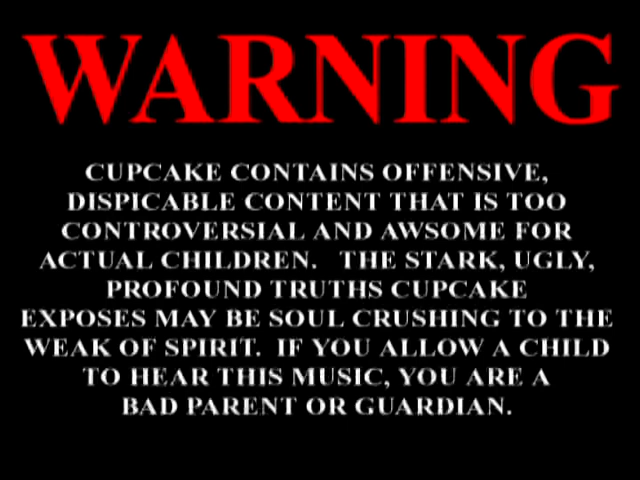 WARNING
CUPCAKE CONTAINS OFFENSIVE,
DISPICABLE CONTENT THAT IS TOO
CONTROVERSIAL AND AWSOME FOR
ACTUAL CHILDREN. THE STARK, UGLY,
PROFOUND TRUTHS CUPCAKE
EXPOSES MAY BE SOUL CRUSHING TO THE
WEAK OF SPIRIT. IF YOU ALLOW A CHILD
TO HEAR THIS MUSIC, YOU ARE A
BAD PARENT OR GUARDIAN.